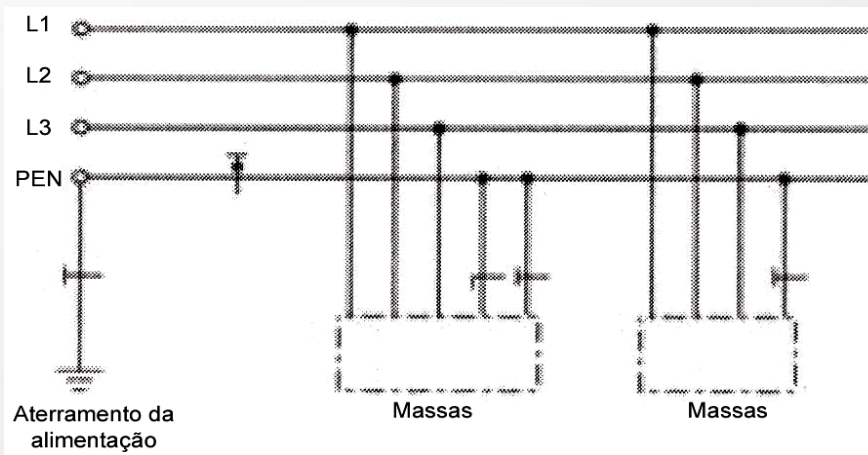 L1
L2
L3
PEN
Aterramento da
alimentação
Massas
Massas